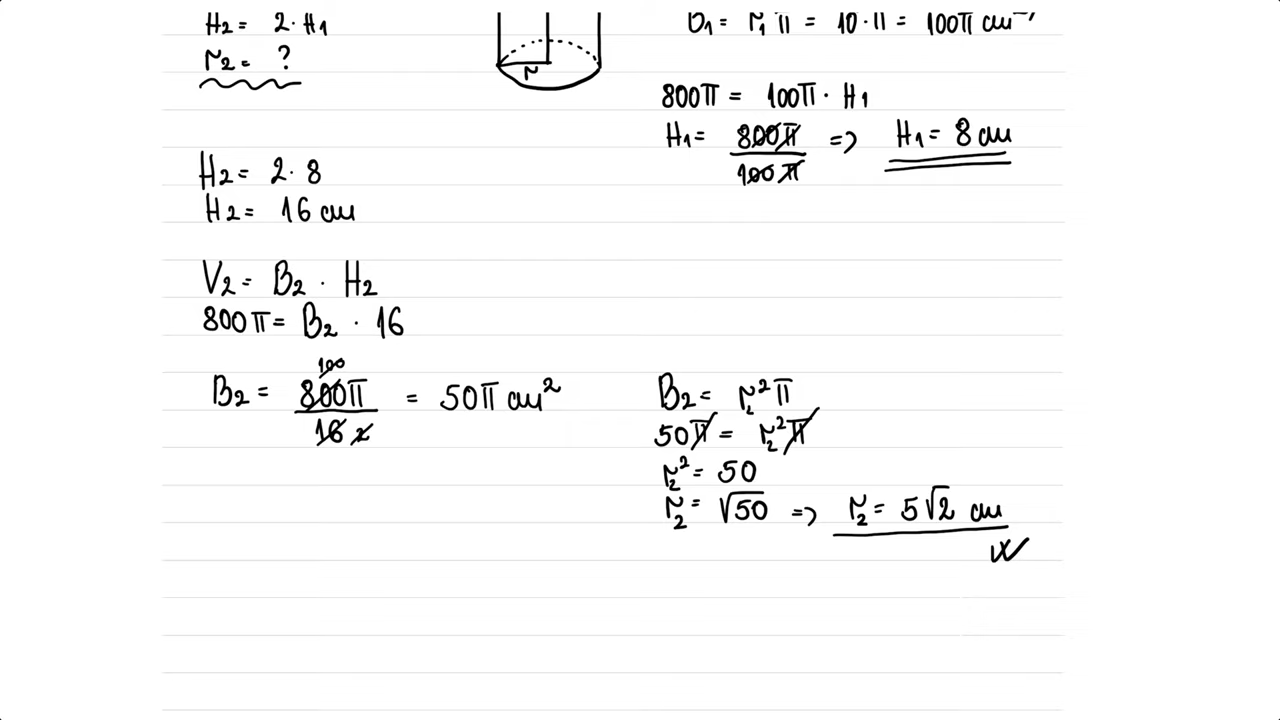 H₂ = 2 · H₁
r₂ = ?
r
B₁ = r₁ π = 10 · π = 100π cm
800π = 100π · H₁
H₁ = 800π / 100π => H₁ = 8 cm
H₂ = 2 · 8
H₂ = 16 cm
V₂ = B₂ · H₂
800π = B₂ · 16
100
B₂ = 800π / 16 2 = 50π cm²
B₂ = r₂²π
50π = r₂²π
r₂² = 50
r₂ = √50 => r₂ = 5√2 cm